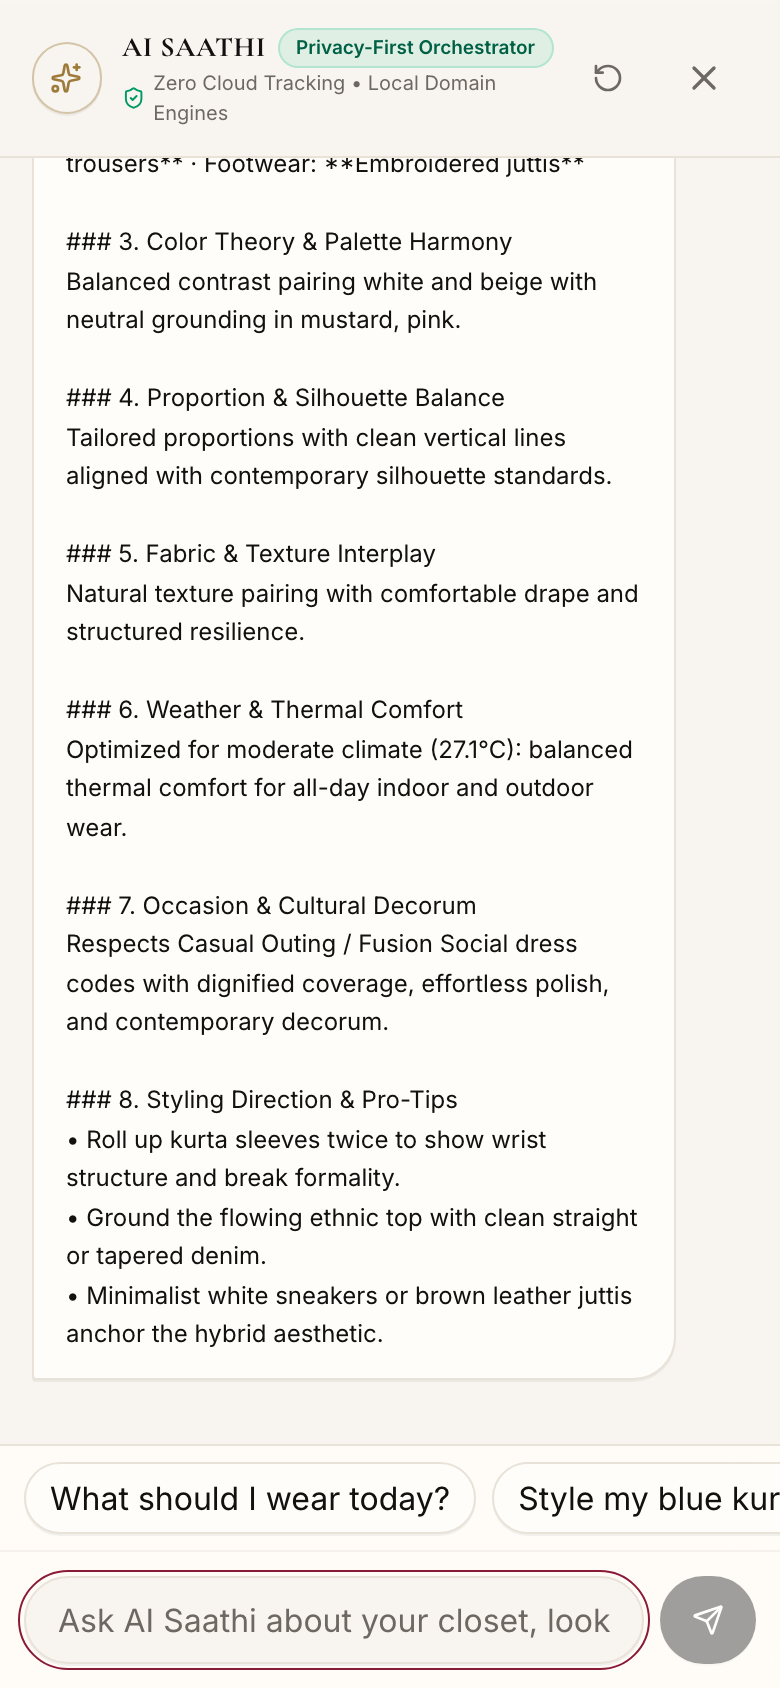 AI SAATHI
Privacy-First Orchestrator
Zero Cloud Tracking • Local Domain
Engines
trousers** · Footwear: **Embroidered juttis**
### 3. Color Theory & Palette Harmony
Balanced contrast pairing white and beige with
neutral grounding in mustard, pink.
### 4. Proportion & Silhouette Balance
Tailored proportions with clean vertical lines
aligned with contemporary silhouette standards.
### 5. Fabric & Texture Interplay
Natural texture pairing with comfortable drape and
structured resilience.
### 6. Weather & Thermal Comfort
Optimized for moderate climate (27.1°C): balanced
thermal comfort for all-day indoor and outdoor
wear.
### 7. Occasion & Cultural Decorum
Respects Casual Outing / Fusion Social dress
codes with dignified coverage, effortless polish,
and contemporary decorum.
### 8. Styling Direction & Pro-Tips
• Roll up kurta sleeves twice to show wrist
structure and break formality.
• Ground the flowing ethnic top with clean straight
or tapered denim.
• Minimalist white sneakers or brown leather juttis
anchor the hybrid aesthetic.
What should I wear today?
Style my blue kur
Ask AI Saathi about your closet, look